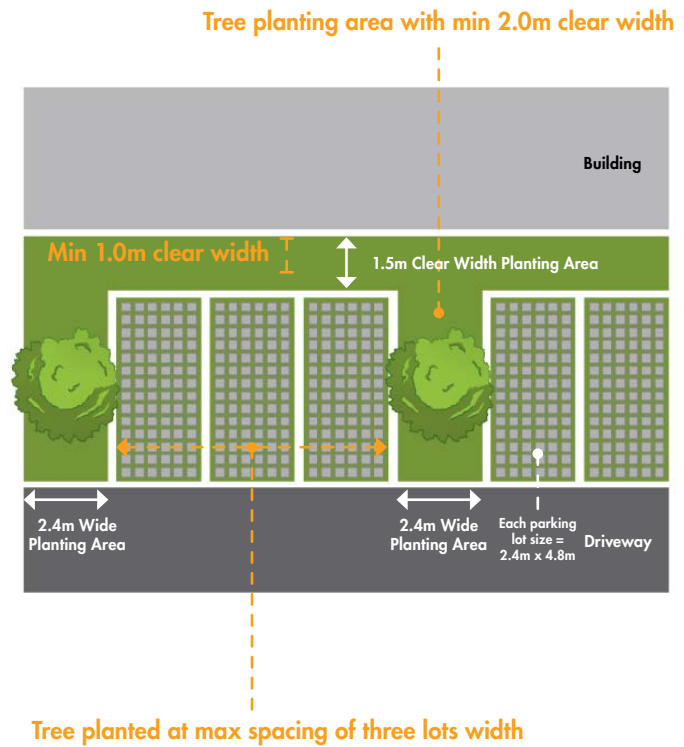 Tree planting area with min 2.0m clear width
Building
Min 1.0m clear width
1.5m Clear Width Planting Area
2.4m Wide
Planting Area
2.4m Wide
Planting Area
Each parking
lot size =
2.4m x 4.8m
Driveway
Tree planted at max spacing of three lots width